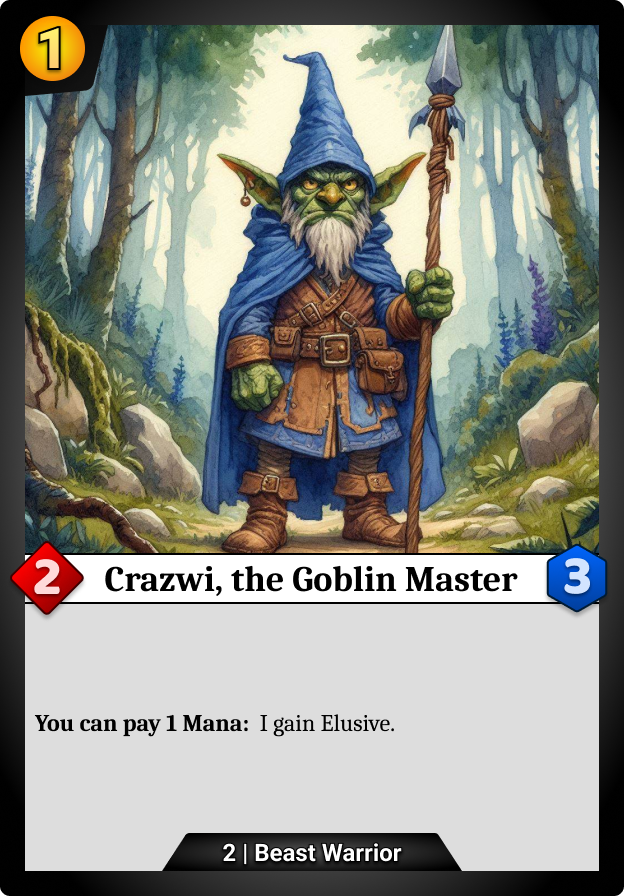 1
2
Crazwi, the Goblin Master
3
You can pay 1 Mana: I gain Elusive.
2 | Beast Warrior